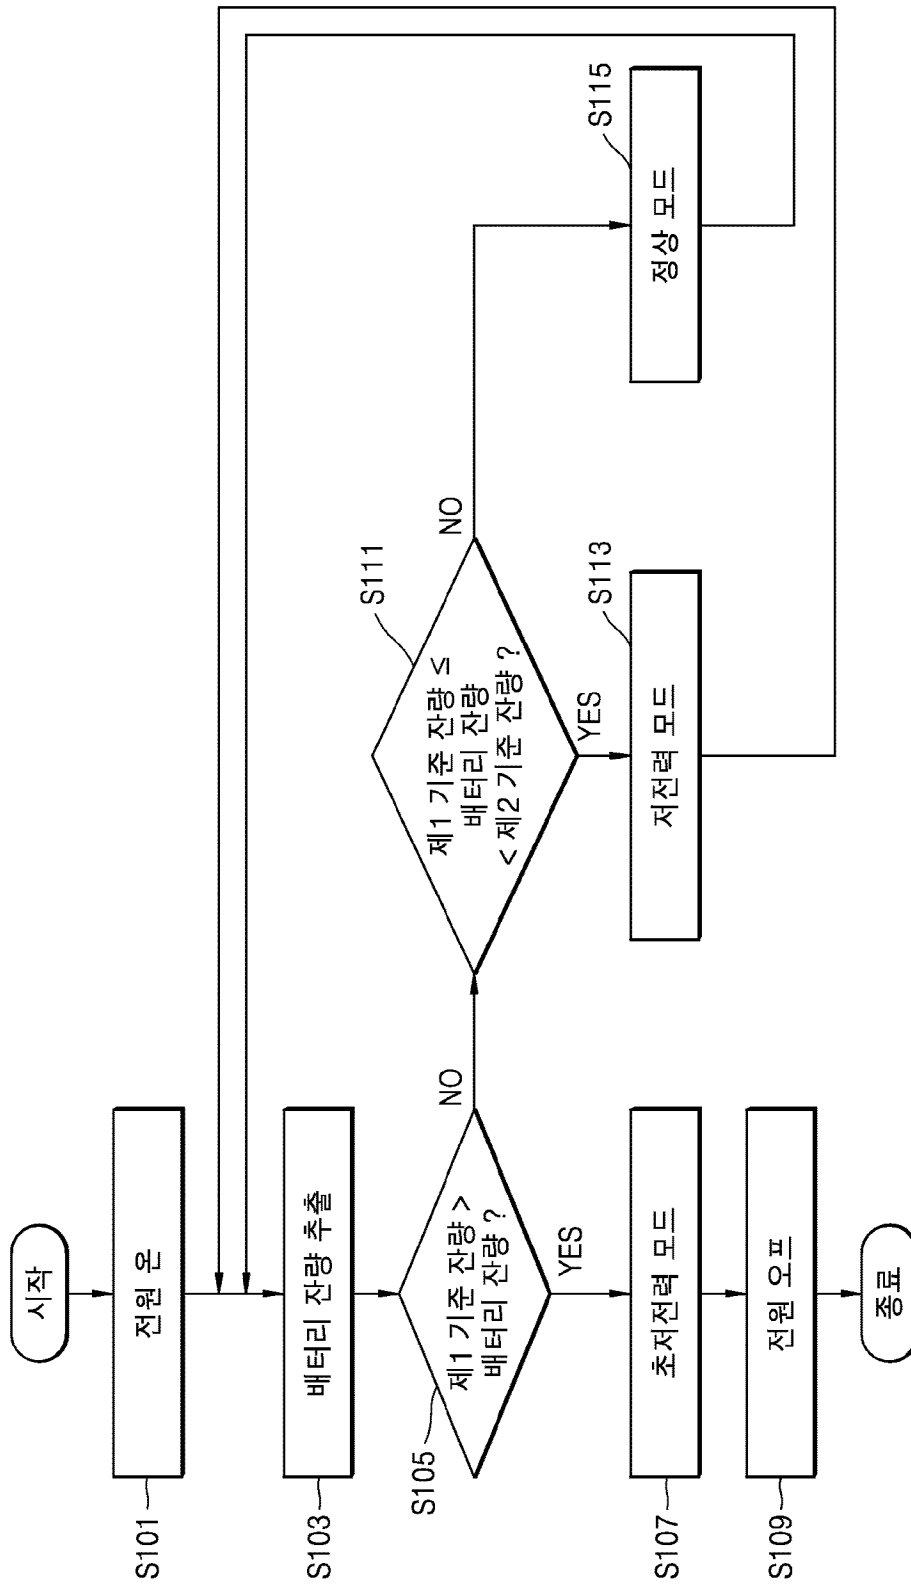 시작
전원 온
S101
배터리 잔량 추출
S103
제1 기준 잔량 >
배터리 잔량 ?
S105
NO
YES
초저전력 모드
S107
전원 오프
S109
종료
제1 기준 잔량 ≤
배터리 잔량
< 제2 기준 잔량 ?
S111
NO
YES
저전력 모드
S113
정상 모드
S115